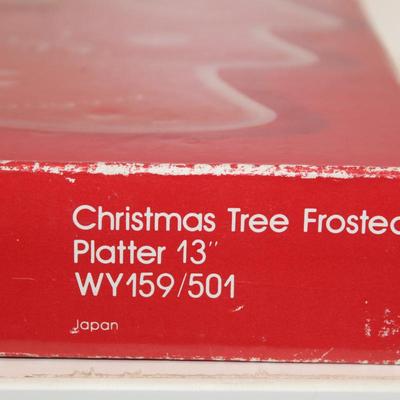 Christmas Tree Frosted
Platter 13"
WY159/501
Japan